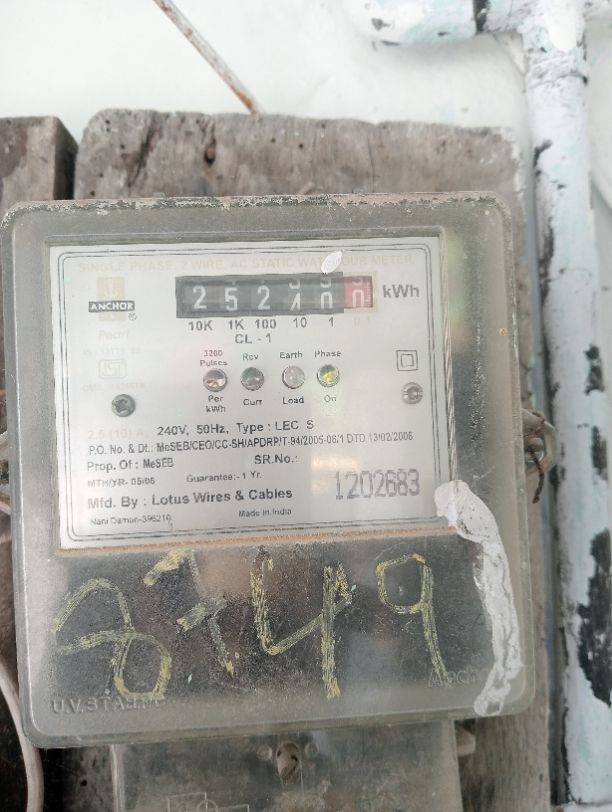 SINGLE PHASE, 2 WIRE, AC STATIC WATT HOUR METER
ANCHOR
2 5 2 4 0 0 kWh
10K 1K 100 10 1 0.1
CL - 1
3200 Pulses Rev Earth Phase
Per kWh Curr Load On
240V, 50Hz, Type : LEC S
P.O. No. & Dt.: MeSEB/CEO/CC-SH/APDRP/T-94/2005-06/1 DTD.13/02/2006
Prop. Of : MeSEB SR.No.:
MTH/YR- 05/06 Guarantee:- 1 Yr.
1202683
Mfd. By : Lotus Wires & Cables
Nani Daman-396210 Made in India
8749